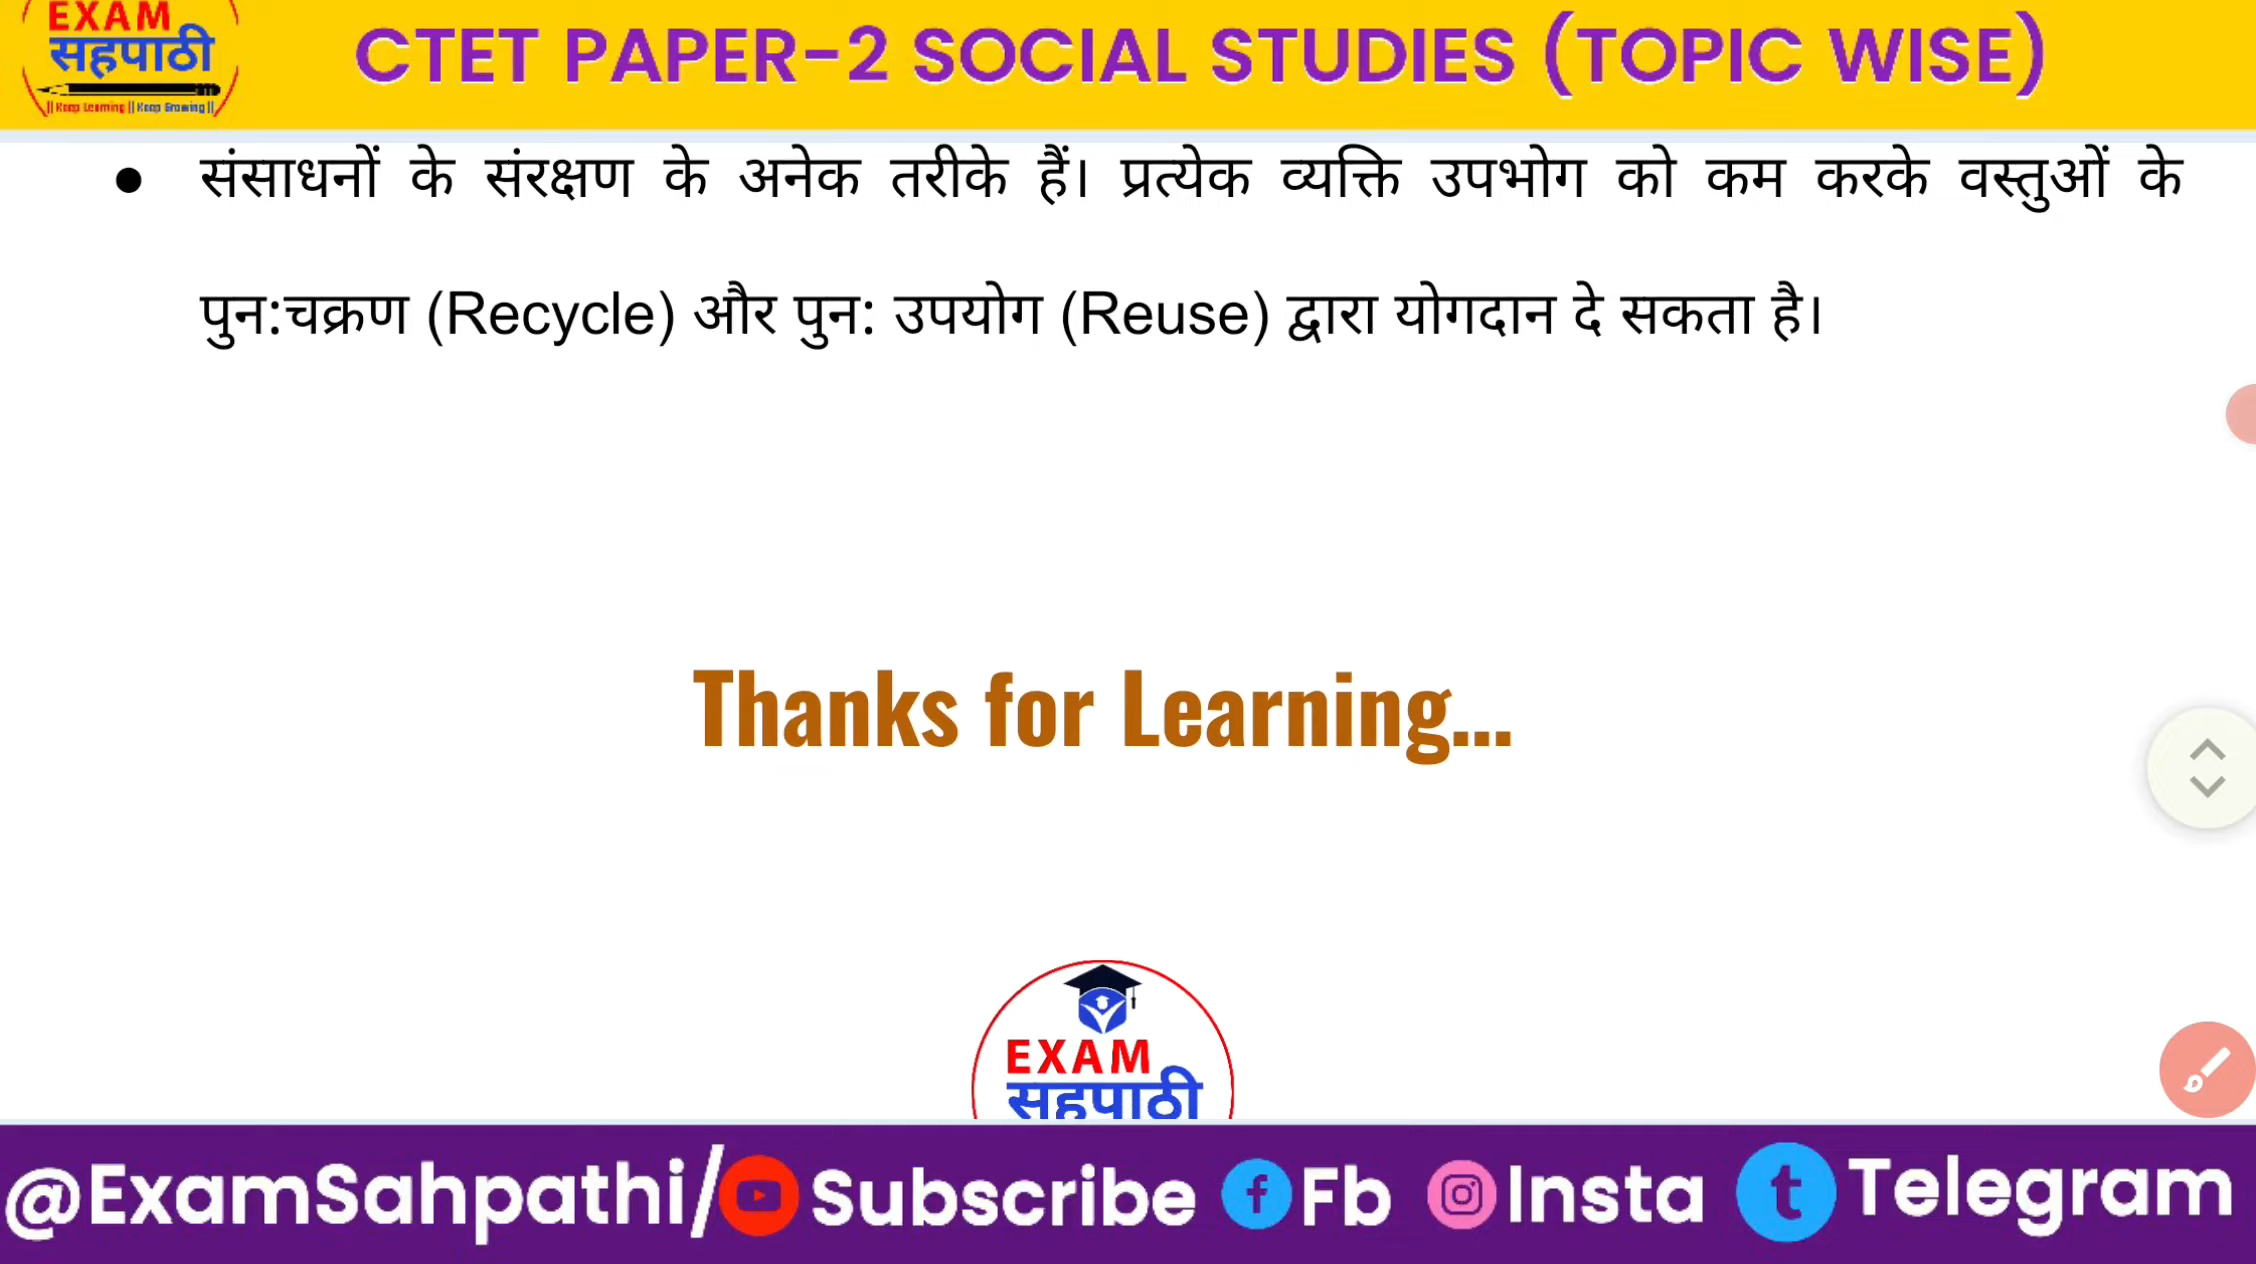 EXAM
सहपाठी
|| Keep Learning || Keep Growing ||
CTET PAPER-2 SOCIAL STUDIES (TOPIC WISE)
● संसाधनों के संरक्षण के अनेक तरीके हैं। प्रत्येक व्यक्ति उपभोग को कम करके वस्तुओं के
पुन:चक्रण (Recycle) और पुन: उपयोग (Reuse) द्वारा योगदान दे सकता है।
Thanks for Learning...
EXAM
सहपाठी
@ExamSahpathi/ Subscribe f Fb Insta t Telegram